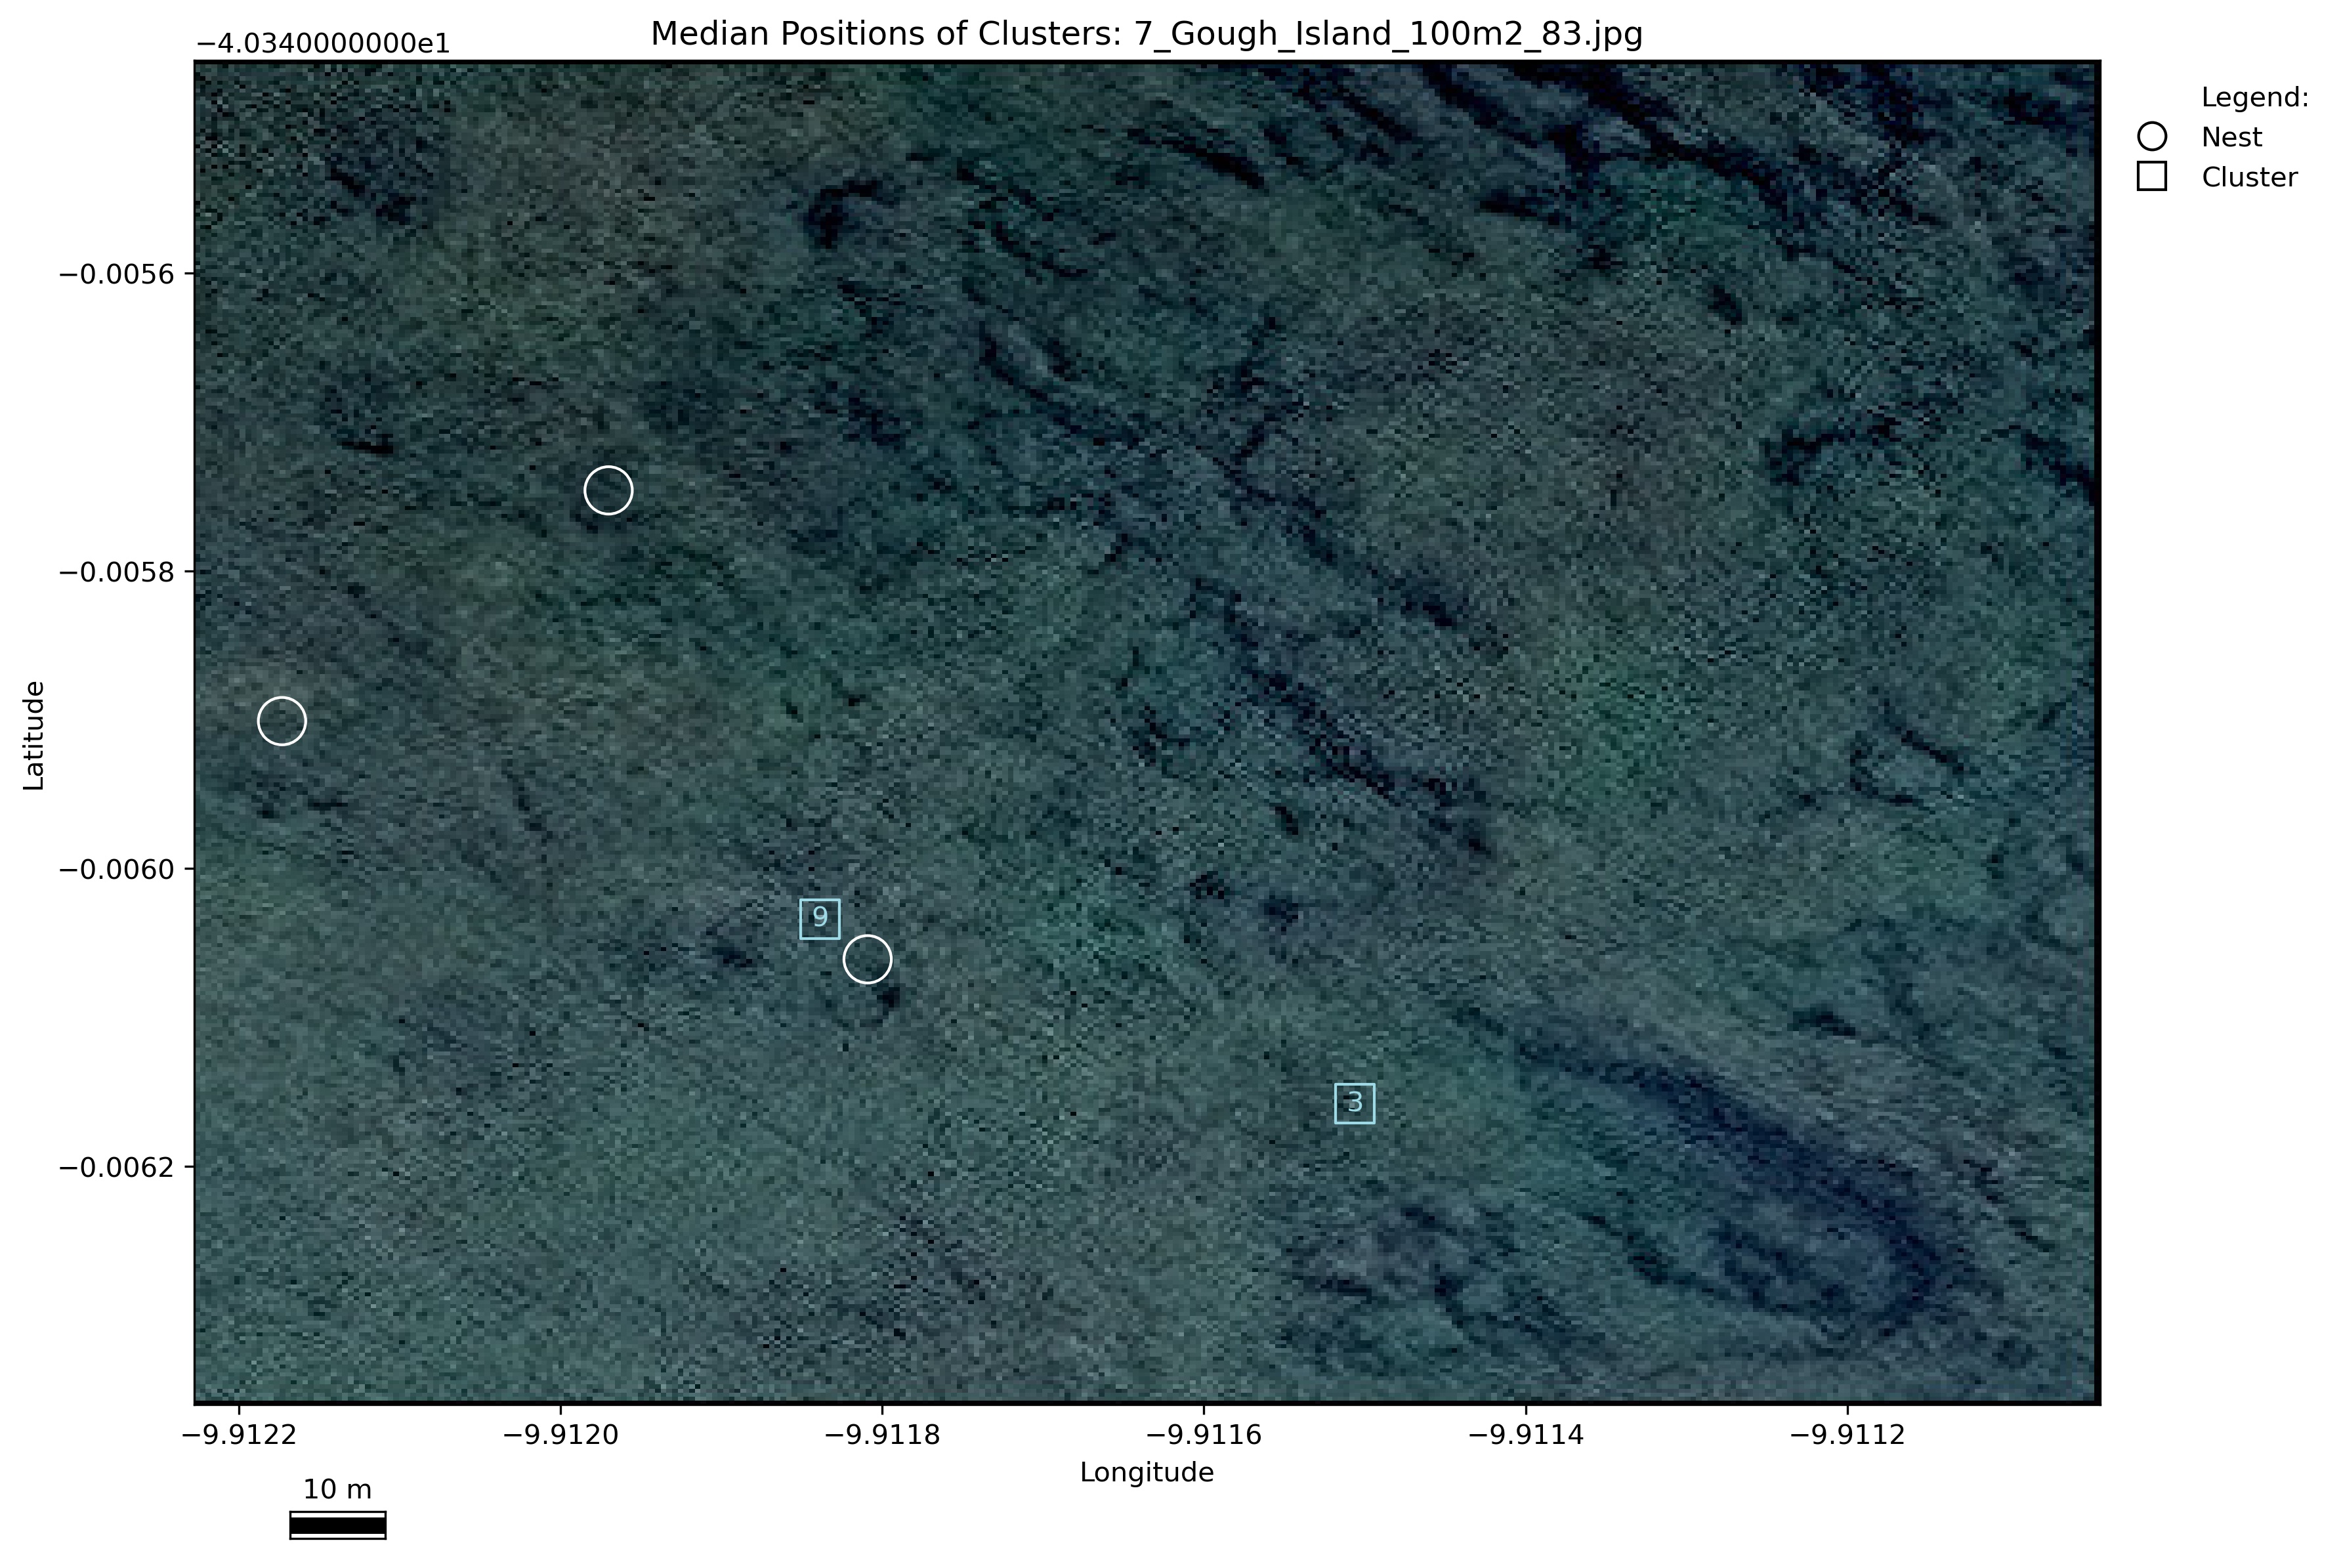 Median Positions of Clusters: 7_Gough_Island_100m2_83.jpg
−4.0340000000e1
Legend:
Nest
Cluster
−0.0056
−0.0058
−0.0060
−0.0062
Latitude
9
3
−9.9122
−9.9120
−9.9118
−9.9116
−9.9114
−9.9112
Longitude
10 m